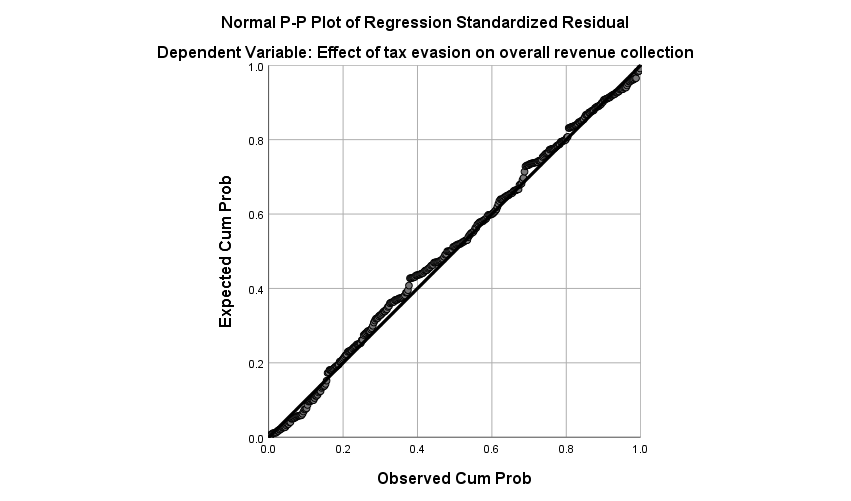 Normal P-P Plot of Regression Standardized Residual
Dependent Variable: Effect of tax evasion on overall revenue collection
Expected Cum Prob
1.0
0.8
0.6
0.4
0.2
0.0
0.0 0.2 0.4 0.6 0.8 1.0
Observed Cum Prob